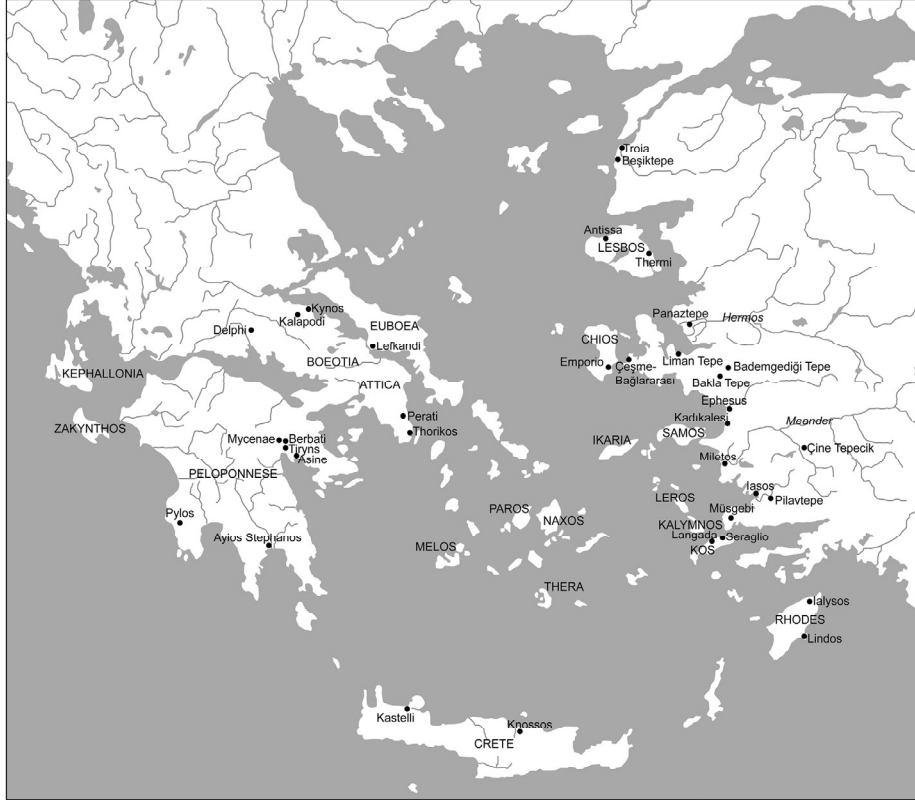 Troia
Beşiktepe
Antissa
LESBOS
Thermi
Panaztepe
Hermos
Kynos
Kalapodi
Delphi
EUBOEA
Lefkandi
BOEOTIA
CHIOS
Emporio
Çeşme-
Bağlararası
Liman Tepe
Bademgediği Tepe
Bakla Tepe
KEPHALLONIA
ATTICA
Ephesus
Kadıkalesi
ZAKYNTHOS
Perati
Thorikos
Meander
SAMOS
IKARIA
Mycenae
Berbati
Tiryns
Asine
Çine Tepecik
Miletos
PELOPONNESE
Iasos
Pilavtepe
LEROS
Müsgebi
Pylos
PAROS
NAXOS
KALYMNOS
Langada
Seraglio
KOS
Ayios Stephanos
MELOS
THERA
Ialysos
RHODES
Lindos
Kastelli
Knossos
CRETE